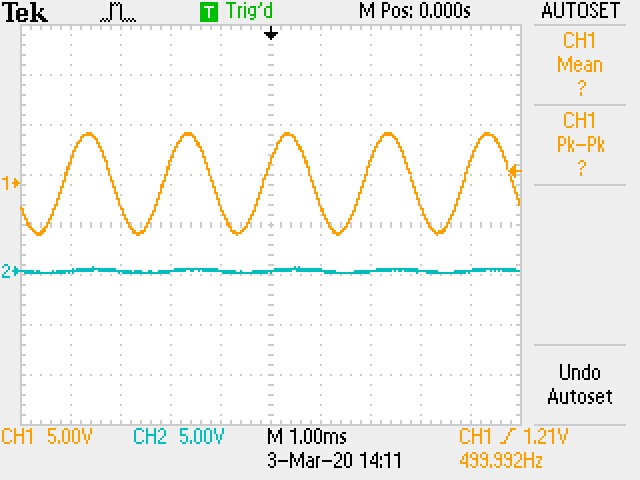 Tek T Trig'd M Pos: 0.000s AUTOSET
CH1
Mean
?
CH1
Pk-Pk
?
1
2
Undo
Autoset
CH1 5.00V CH2 5.00V M 1.00ms CH1 1.21V
3-Mar-20 14:11 499.992Hz